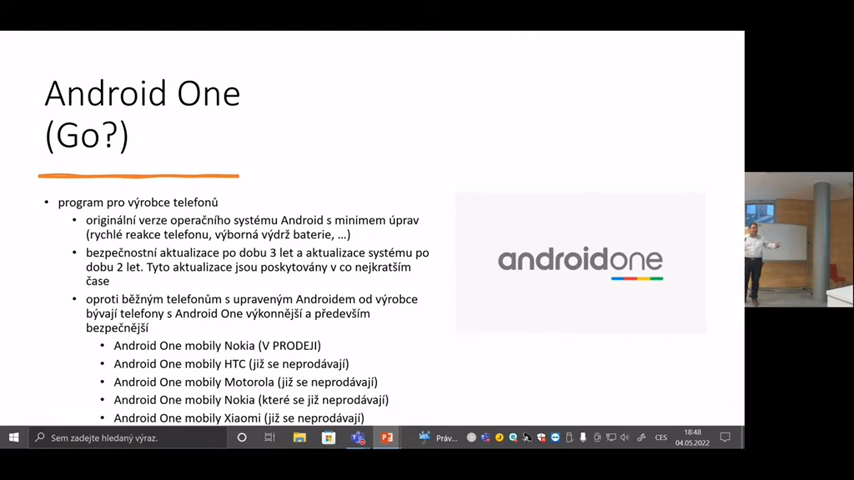 Android One
(Go?)
• program pro výrobce telefonů
• originální verze operačního systému Android s minimem úprav
(rychlé reakce telefonu, výborná výdrž baterie, ...)
• bezpečnostní aktualizace po dobu 3 let a aktualizace systému po
dobu 2 let. Tyto aktualizace jsou poskytovány v co nejkratším
čase
• oproti běžným telefonům s upraveným Androidem od výrobce
bývají telefony s Android One výkonnější a především
bezpečnější
• Android One mobily Nokia (V PRODEJI)
• Android One mobily HTC (již se neprodávají)
• Android One mobily Motorola (již se neprodávají)
• Android One mobily Nokia (které se již neprodávají)
• Android One mobily Xiaomi (již se neprodávají)
androidone
Sem zadejte hledaný výraz.
Práv...
CES
18:48
04.05.2022